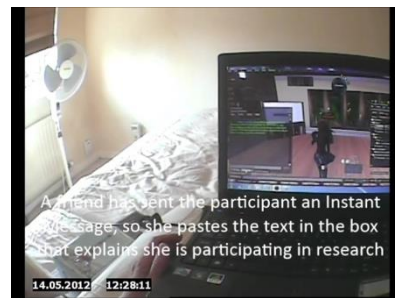 A friend has sent the participant an Instant
Message, so she pastes the text in the box
that explains she is participating in research
14.05.2012 12:28:11